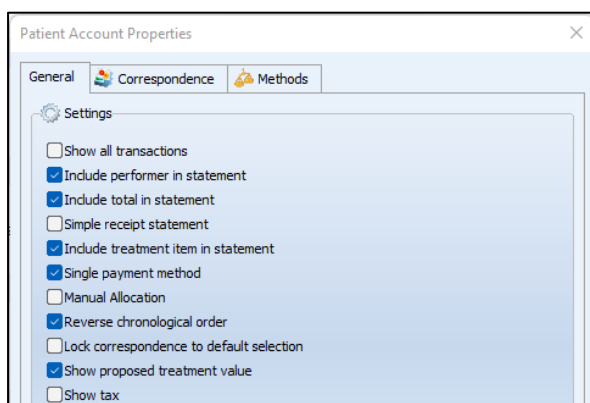 Patient Account Properties
General Correspondence Methods
Settings
Show all transactions
Include performer in statement
Include total in statement
Simple receipt statement
Include treatment item in statement
Single payment method
Manual Allocation
Reverse chronological order
Lock correspondence to default selection
Show proposed treatment value
Show tax